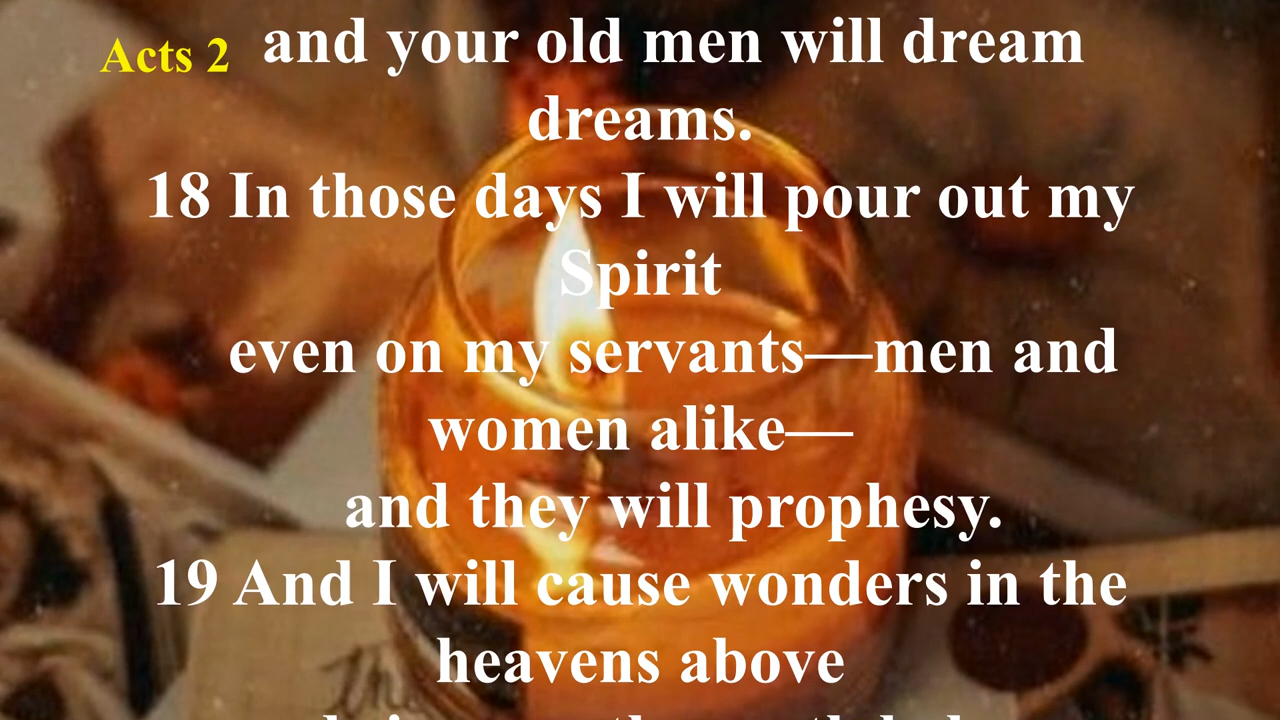 Acts 2
and your old men will dream
dreams.
18 In those days I will pour out my
Spirit
even on my servants—men and
women alike—
and they will prophesy.
19 And I will cause wonders in the
heavens above